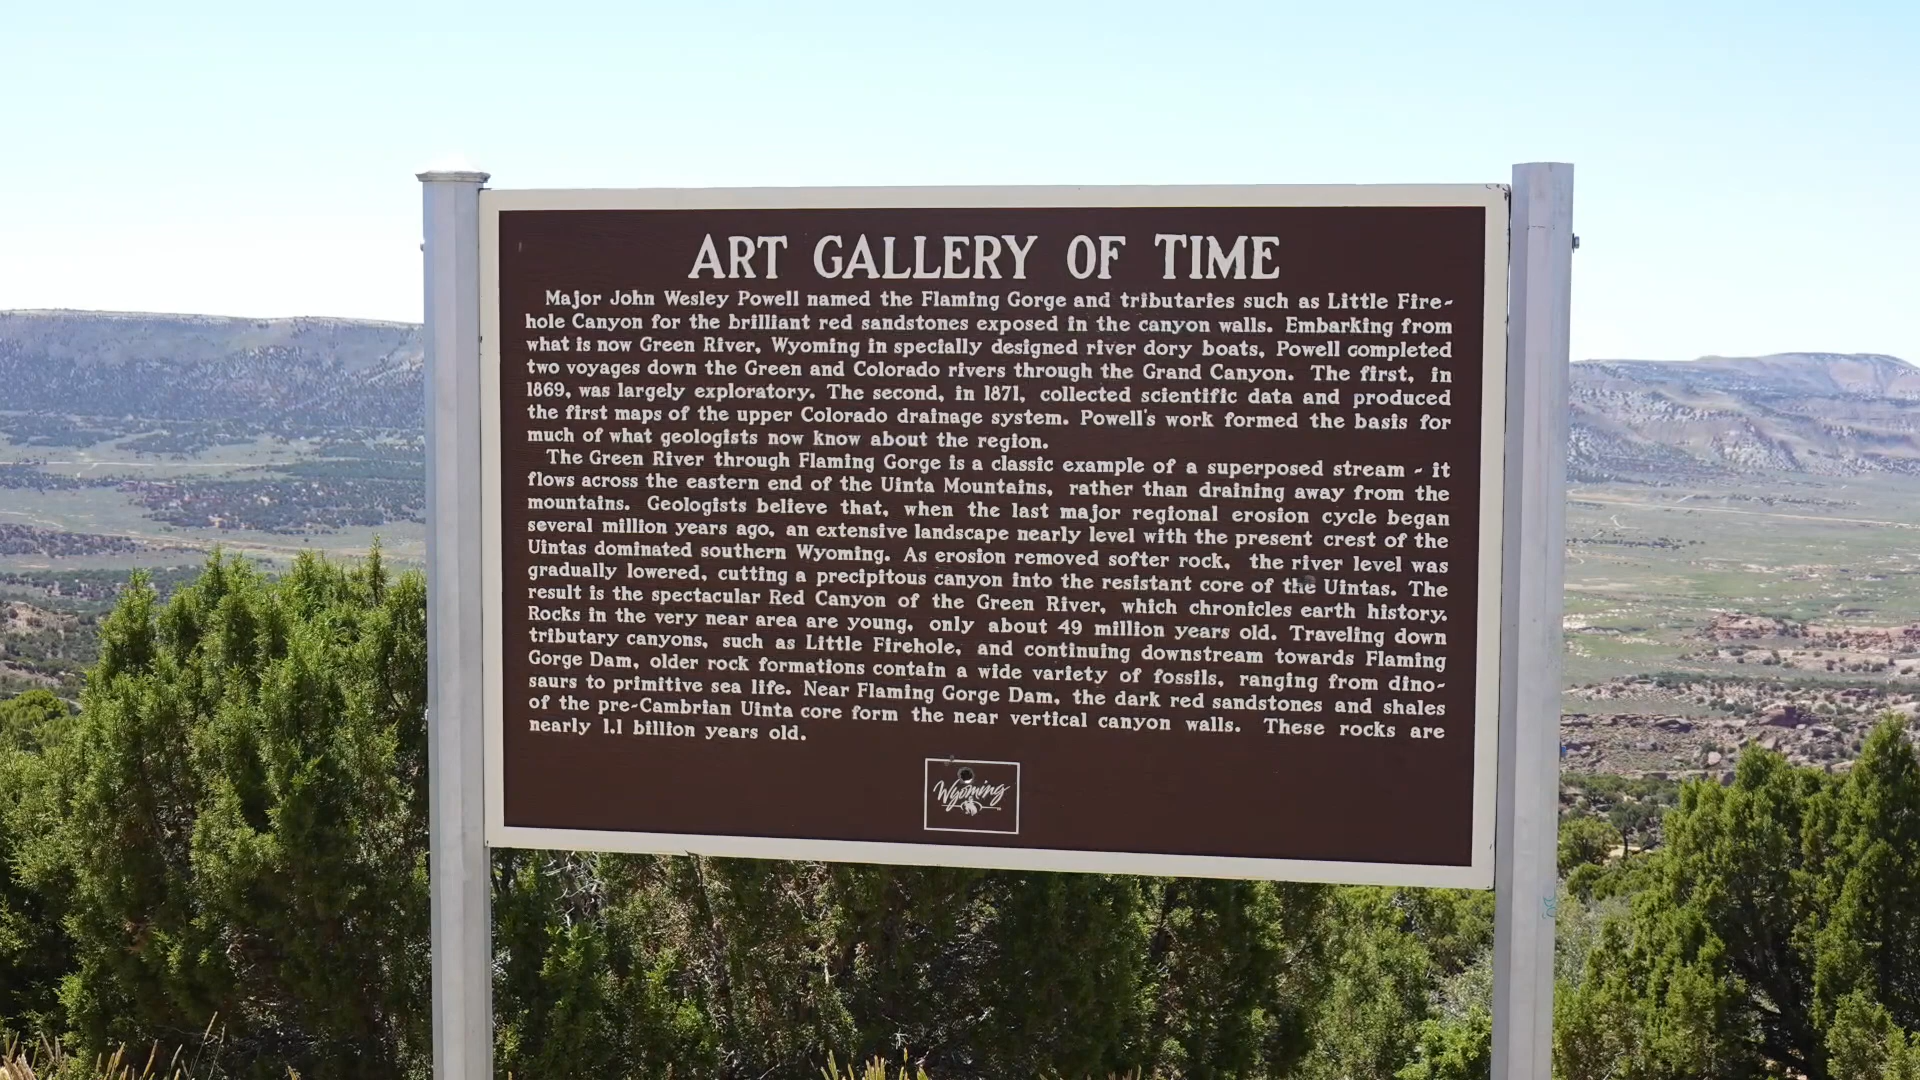 ART GALLERY OF TIME
Major John Wesley Powell named the Flaming Gorge and tributaries such as Little Fire-
hole Canyon for the brilliant red sandstones exposed in the canyon walls. Embarking from
what is now Green River, Wyoming in specially designed river dory boats, Powell completed
two voyages down the Green and Colorado rivers through the Grand Canyon. The first, in
1869, was largely exploratory. The second, in 1871, collected scientific data and produced
the first maps of the upper Colorado drainage system. Powell's work formed the basis for
much of what geologists now know about the region.
The Green River through Flaming Gorge is a classic example of a superposed stream - it
flows across the eastern end of the Uinta Mountains, rather than draining away from the
mountains. Geologists believe that, when the last major regional erosion cycle began
several million years ago, an extensive landscape nearly level with the present crest of the
Uintas dominated southern Wyoming. As erosion removed softer rock, the river level was
gradually lowered, cutting a precipitous canyon into the resistant core of the Uintas. The
result is the spectacular Red Canyon of the Green River, which chronicles earth history.
Rocks in the very near area are young, only about 49 million years old. Traveling down
tributary canyons, such as Little Firehole, and continuing downstream towards Flaming
Gorge Dam, older rock formations contain a wide variety of fossils, ranging from dino-
saurs to primitive sea life. Near Flaming Gorge Dam, the dark red sandstones and shales
of the pre-Cambrian Uinta core form the near vertical canyon walls. These rocks are
nearly 1.1 billion years old.
Wyoming